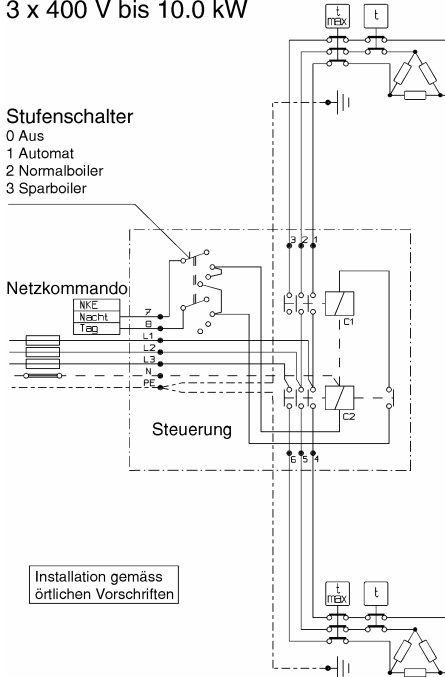 3 x 400 V bis 10.0 kW
t max
t
Stufenschalter
0 Aus
1 Automat
2 Normalboiler
3 Sparboiler
3 2 1
Netzkommando
NKE
Nacht
7
Tag
8
C1
L1
L2
L3
N
PE
C2
Steuerung
6 5 4
Installation gemäss
örtlichen Vorschriften
t max
t